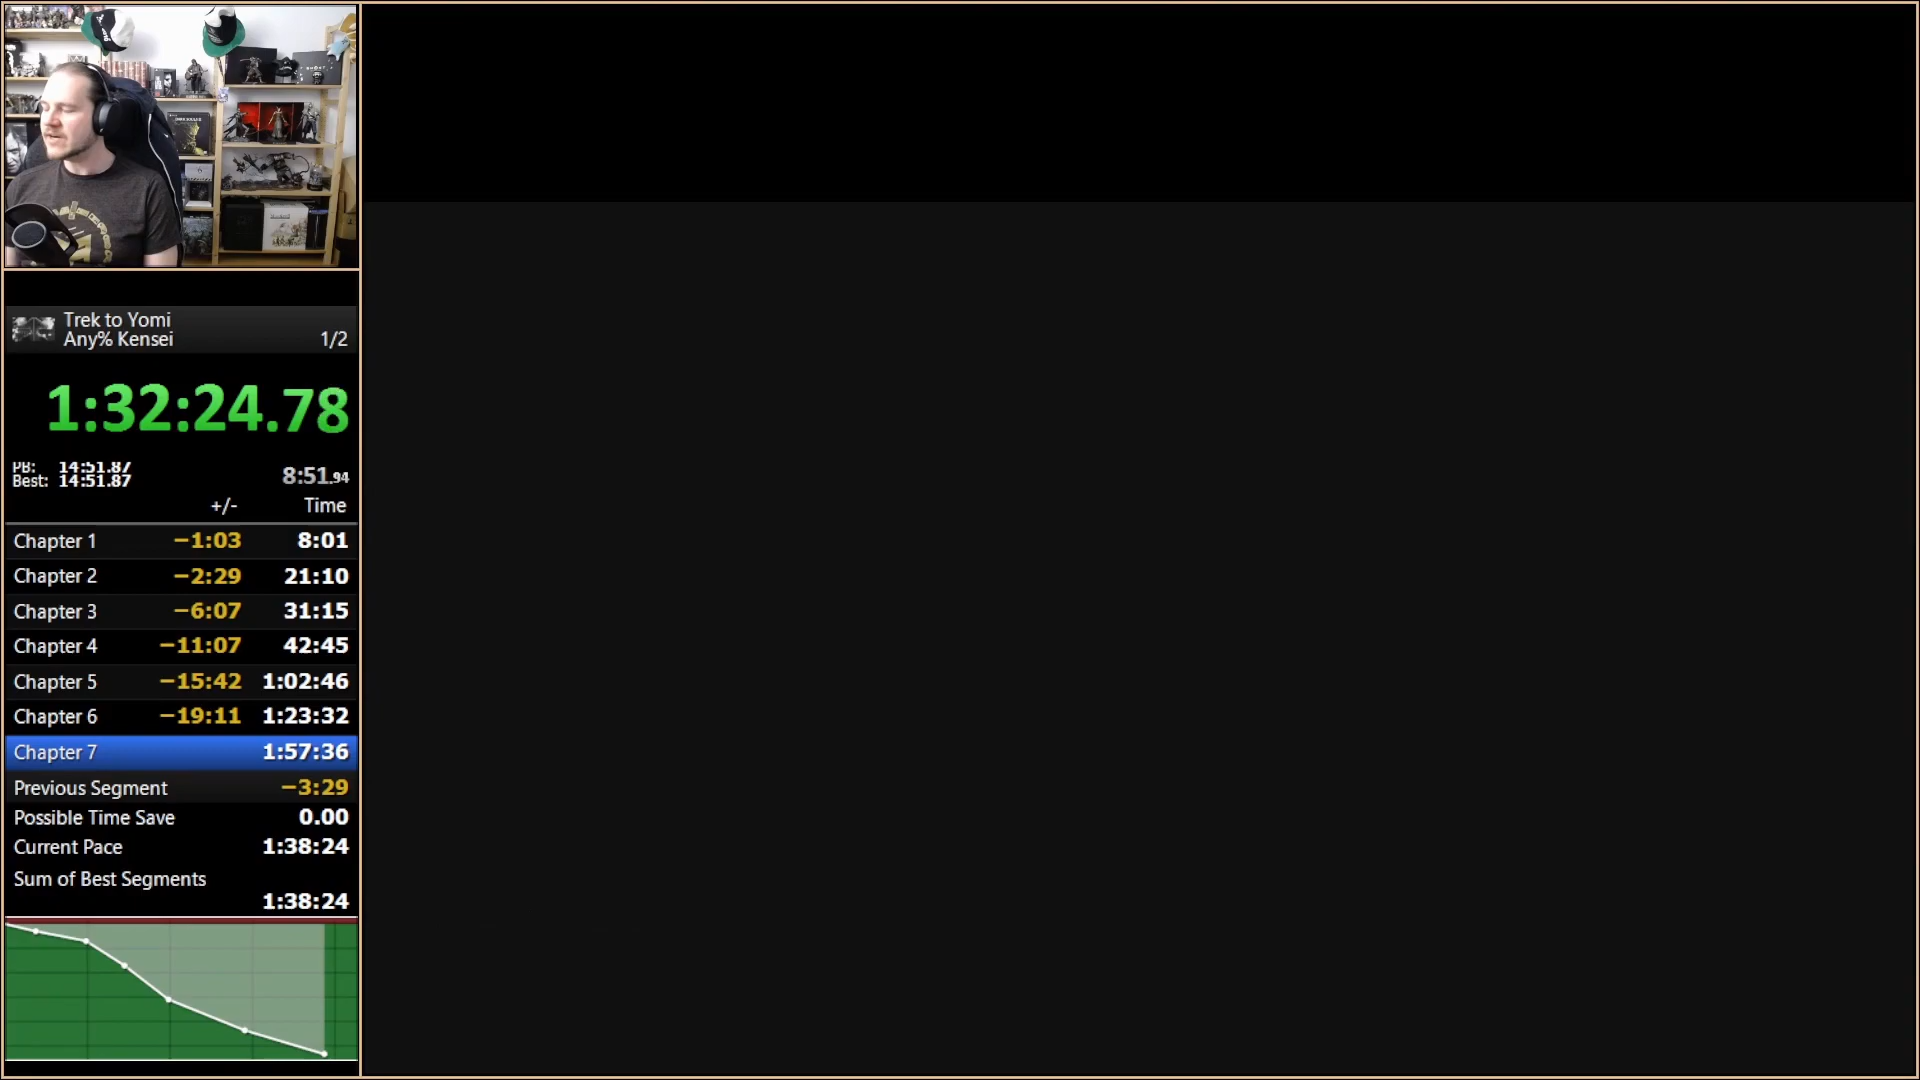 Trek to Yomi
Any% Kensei 1/2
1:32:24.78
PB: 14:51.87
Best: 14:51.87 8:51.94
+/- Time
Chapter 1 −1:03 8:01
Chapter 2 −2:29 21:10
Chapter 3 −6:07 31:15
Chapter 4 −11:07 42:45
Chapter 5 −15:42 1:02:46
Chapter 6 −19:11 1:23:32
Chapter 7 1:57:36
Previous Segment −3:29
Possible Time Save 0.00
Current Pace 1:38:24
Sum of Best Segments
1:38:24